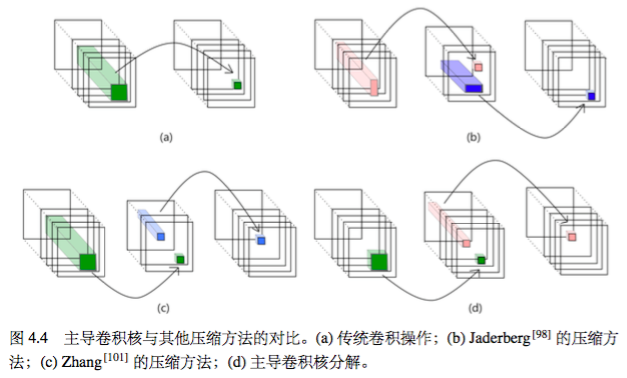 (a)
(b)
(c)
(d)
图 4.4 主导卷积核与其他压缩方法的对比。(a) 传统卷积操作；(b) Jaderberg[98] 的压缩方
法；(c) Zhang[101] 的压缩方法；(d) 主导卷积核分解。